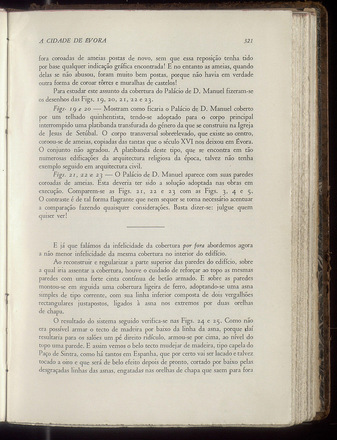 A CIDADE DE EVORA 321
fora coroadas de ameias postas de novo, sem que essa reposição tenha tido
por base qualquer indicação gráfica encontrada! E no entanto as ameias, quando
delas se não abusou, foram muito bem postas, porque não havia em verdade
outra forma de coroar tôrres e muralhas de castelos!
Para estudar este assunto da cobertura do Palácio de D. Manuel fizeram-se
os desenhos das Figs. 19, 20, 21, 22 e 23.
Figs. 19 e 20 — Mostram como ficaria o Palácio de D. Manuel coberto
por um telhado quinhentista, tendo-se adoptado para o corpo principal
interrompido uma platibanda transfurada do género da que se construiu na Igreja
de Jesus de Setúbal. O corpo transversal sobreelevado, que existe ao centro,
coroou-se de ameias, copiadas das tantas que o século XVI nos deixou em Évora.
O conjunto não agradou. A platibanda deste tipo, que se encontra em tão
numerosas edificações da arquitectura religiosa da época, talvez não tenha
exemplo seguido em arquitectura civil.
Figs. 21, 22 e 23 — O Palácio de D. Manuel aparece com suas paredes
coroadas de ameias. Esta deveria ter sido a solução adoptada nas obras em
execução. Comparem-se as Figs. 21, 22 e 23 com as Figs. 3, 4 e 5.
O contraste é de tal forma flagrante que nem sequer se torna necessário acentuar
a comparação fazendo quaisquer considerações. Basta dizer-se: julgue quem
quiser ver!
E já que falámos da infelicidade da cobertura por fora abordemos agora
a não menor infelicidade da mesma cobertura no interior do edifício.
Ao reconstruir e regularizar a parte superior das paredes do edifício, sobre
a qual iria assentar a cobertura, houve o cuidado de reforçar ao topo as mesmas
paredes com uma forte cinta contínua de betão armado. E sobre as paredes
montou-se em seguida uma cobertura ligeira de ferro, adoptando-se uma asna
simples de tipo corrente, com sua linha inferior composta de dois vergalhões
rectangulares justapostos, ligados à asna nos extremos por duas orelhas
de chapa.
O resultado do sistema seguido verifica-se nas Figs. 24 e 25. Como não
era possível armar o tecto de madeira por baixo da linha da asna, porque daí
resultaria para os salões um pé direito ridículo, armou-se por cima, ao nível do
topo uma parede. E assim vemos o belo tecto mudejar de madeira, tipo capela do
Paço de Sintra, como há tantos em Espanha, que por certo vai ser lacado e talvez
tocado a oiro e que será de belo efeito depois de pronto, cortado por baixo pelas
desgraçadas linhas das asnas, engatadas nas orelhas de chapa que saem para fora